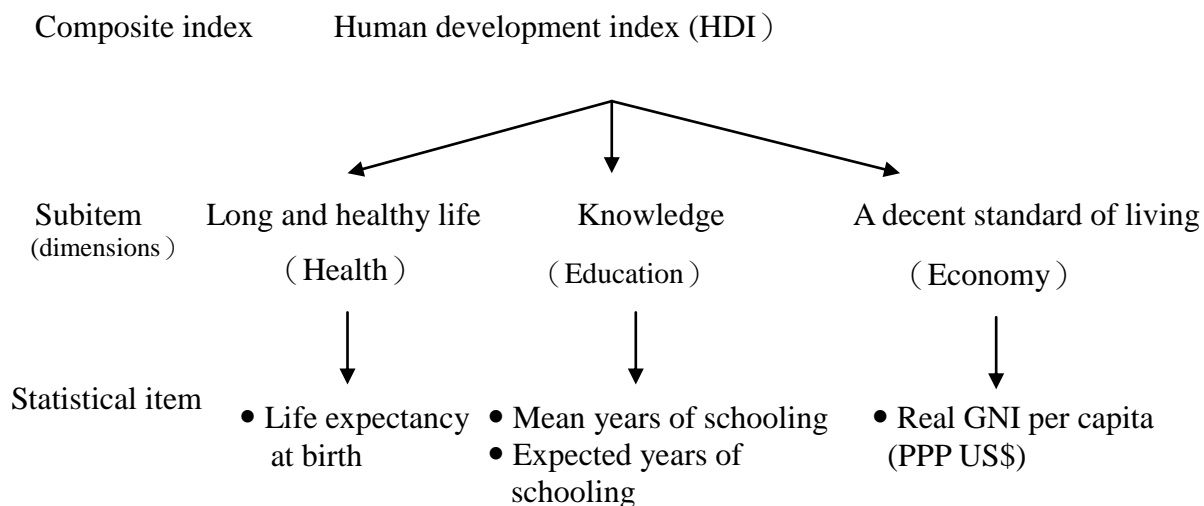 Composite index Human development index (HDI）
Subitem Long and healthy life Knowledge A decent standard of living
(dimensions）
（Health） （Education） （Economy）
Statistical item
• Life expectancy • Mean years of schooling • Real GNI per capita
at birth • Expected years of (PPP US$)
schooling